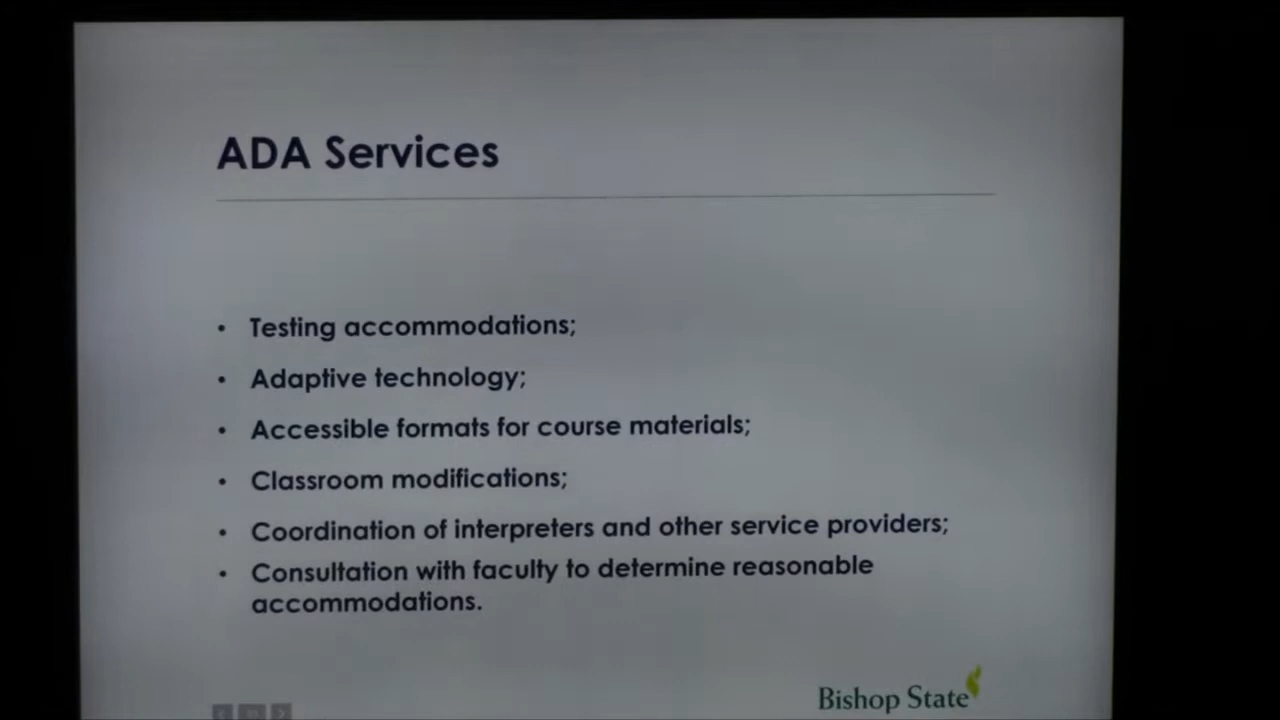 ADA Services
• Testing accommodations;
• Adaptive technology;
• Accessible formats for course materials;
• Classroom modifications;
• Coordination of interpreters and other service providers;
• Consultation with faculty to determine reasonable
accommodations.
Bishop State